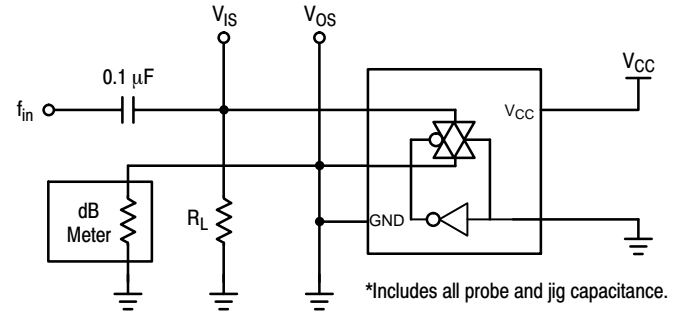 V_IS
V_OS
V_CC
0.1 μF
f_in
V_CC
dB
Meter
R_L
GND
*Includes all probe and jig capacitance.